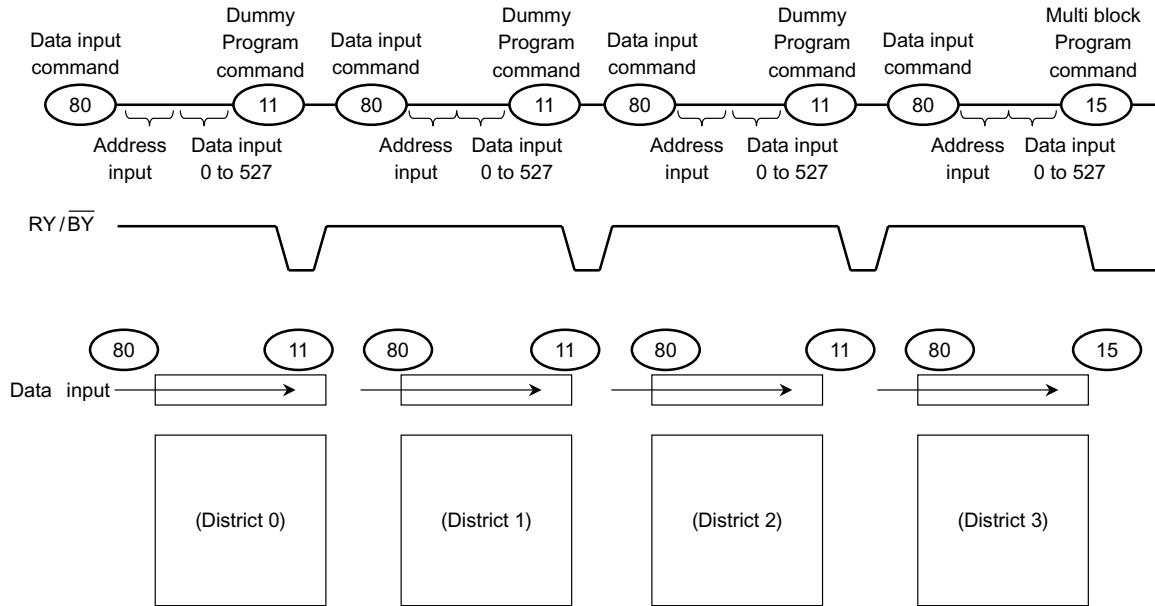 Data input command
Dummy Program command
Data input command
Dummy Program command
Data input command
Dummy Program command
Data input command
Multi block Program command
80
11
80
11
80
11
80
15
Address input
Data input 0 to 527
Address input
Data input 0 to 527
Address input
Data input 0 to 527
Address input
Data input 0 to 527
RY/B̅Y̅
80
11
80
11
80
11
80
15
Data input
(District 0)
(District 1)
(District 2)
(District 3)